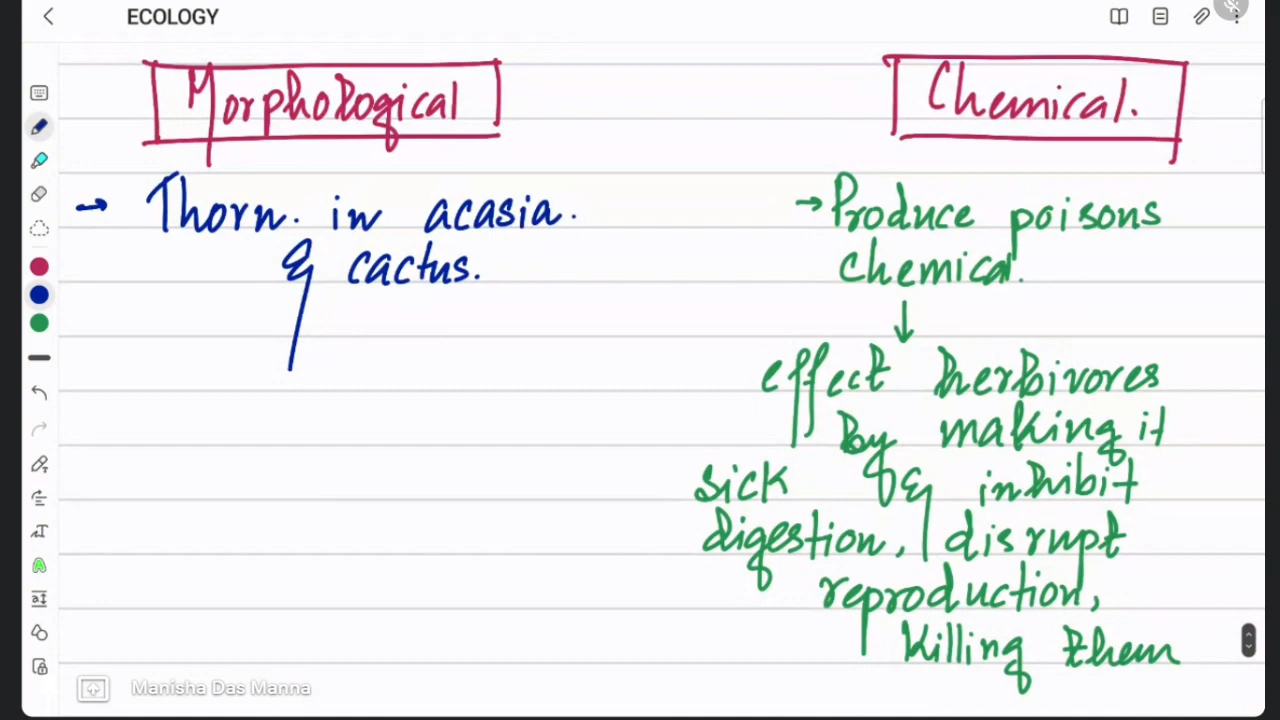 ECOLOGY
Morphological
→ Thorn. in acasia.
& cactus.
Chemical.
→ Produce poisons
chemical.
↓
effect herbivores
by making it
sick & inhibit
digestion, disrupt
reproduction,
killing them
Manisha Das Manna